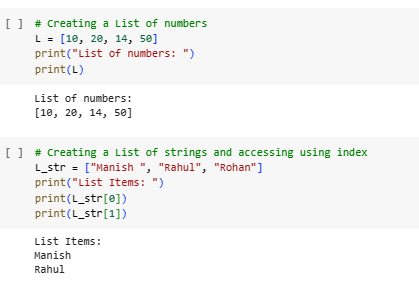 [ ] # Creating a List of numbers
L = [10, 20, 14, 50]
print("List of numbers: ")
print(L)
List of numbers:
[10, 20, 14, 50]
[ ] # Creating a List of strings and accessing using index
L_str = ["Manish ", "Rahul", "Rohan"]
print("List Items: ")
print(L_str[0])
print(L_str[1])
List Items:
Manish
Rahul